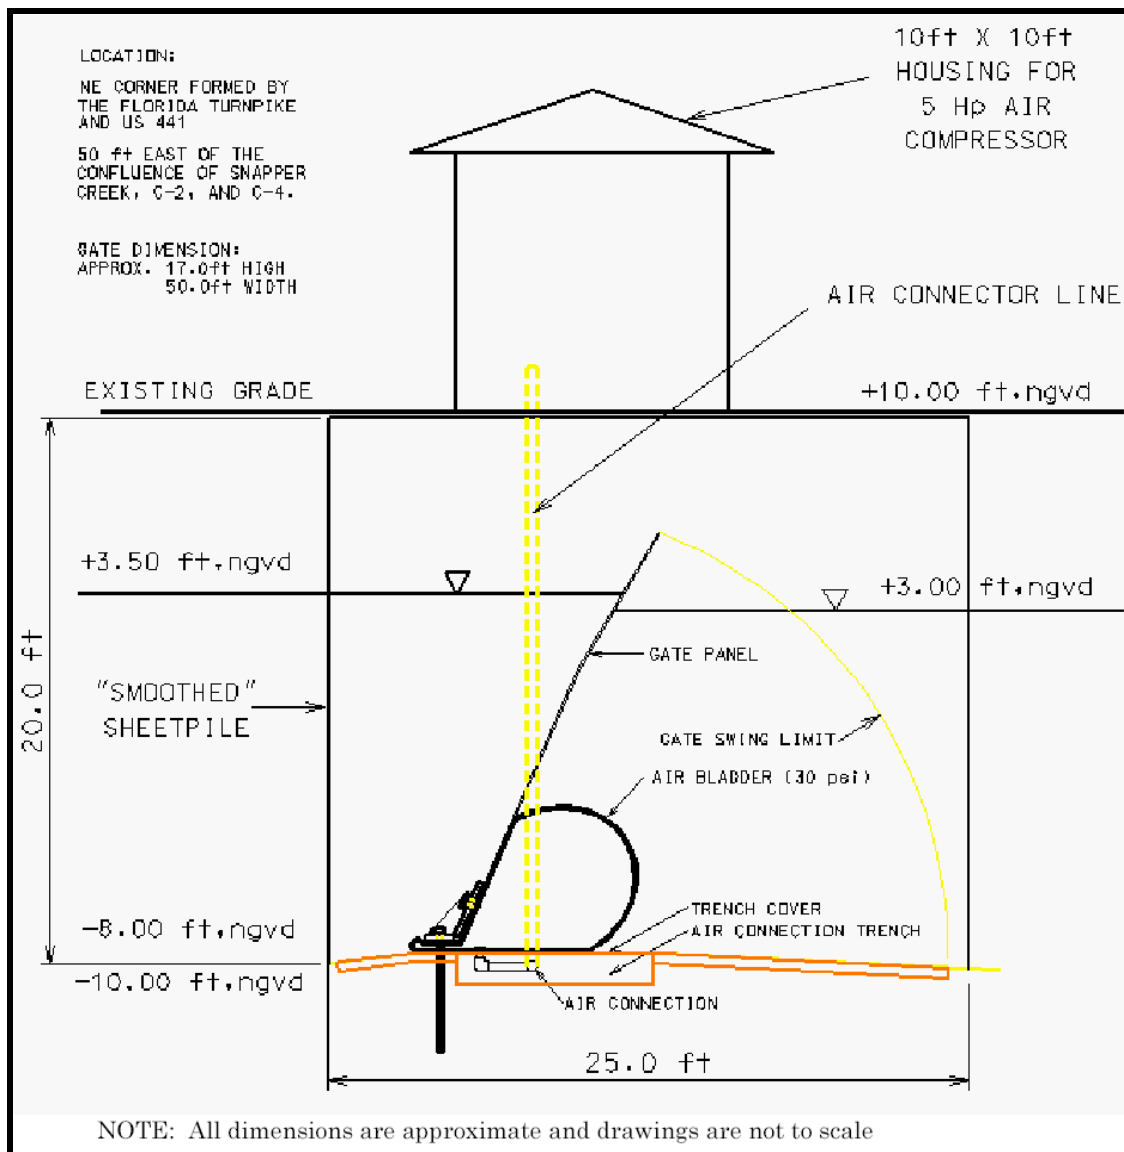 LOCATION:
NE CORNER FORMED BY
THE FLORIDA TURNPIKE
AND US 441
50 ft EAST OF THE
CONFLUENCE OF SNAPPER
CREEK, C-2, AND C-4.
GATE DIMENSION:
APPROX. 17.0ft HIGH
50.0ft WIDTH
10ft X 10ft
HOUSING FOR
5 Hp AIR
COMPRESSOR
AIR CONNECTOR LINE
EXISTING GRADE
+10.00 ft,ngvd
+3.50 ft,ngvd
+3.00 ft,ngvd
20.0 ft
"SMOOTHED"
SHEETPILE
GATE PANEL
GATE SWING LIMIT
AIR BLADDER (30 psi)
TRENCH COVER
AIR CONNECTION TRENCH
-8.00 ft,ngvd
-10.00 ft,ngvd
AIR CONNECTION
25.0 ft
NOTE: All dimensions are approximate and drawings are not to scale